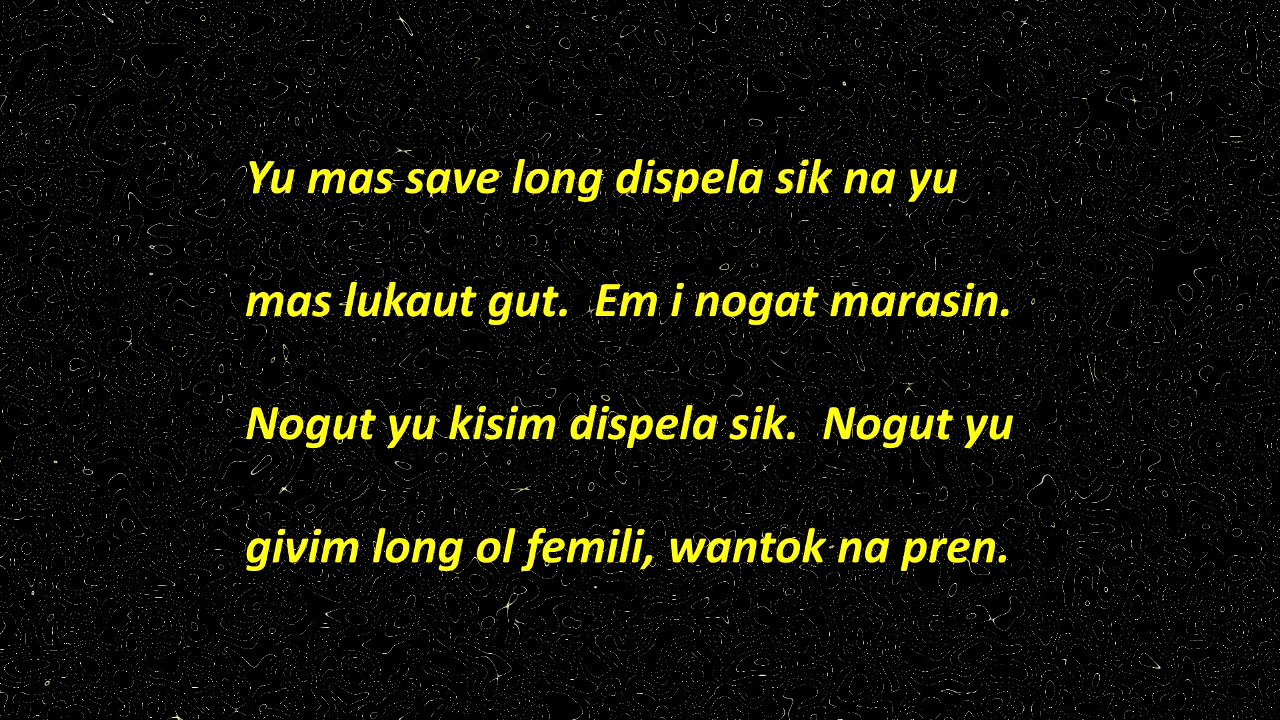 Yu mas save long dispela sik na yu
mas lukaut gut.  Em i nogat marasin.
Nogut yu kisim dispela sik.  Nogut yu
givim long ol femili, wantok na pren.